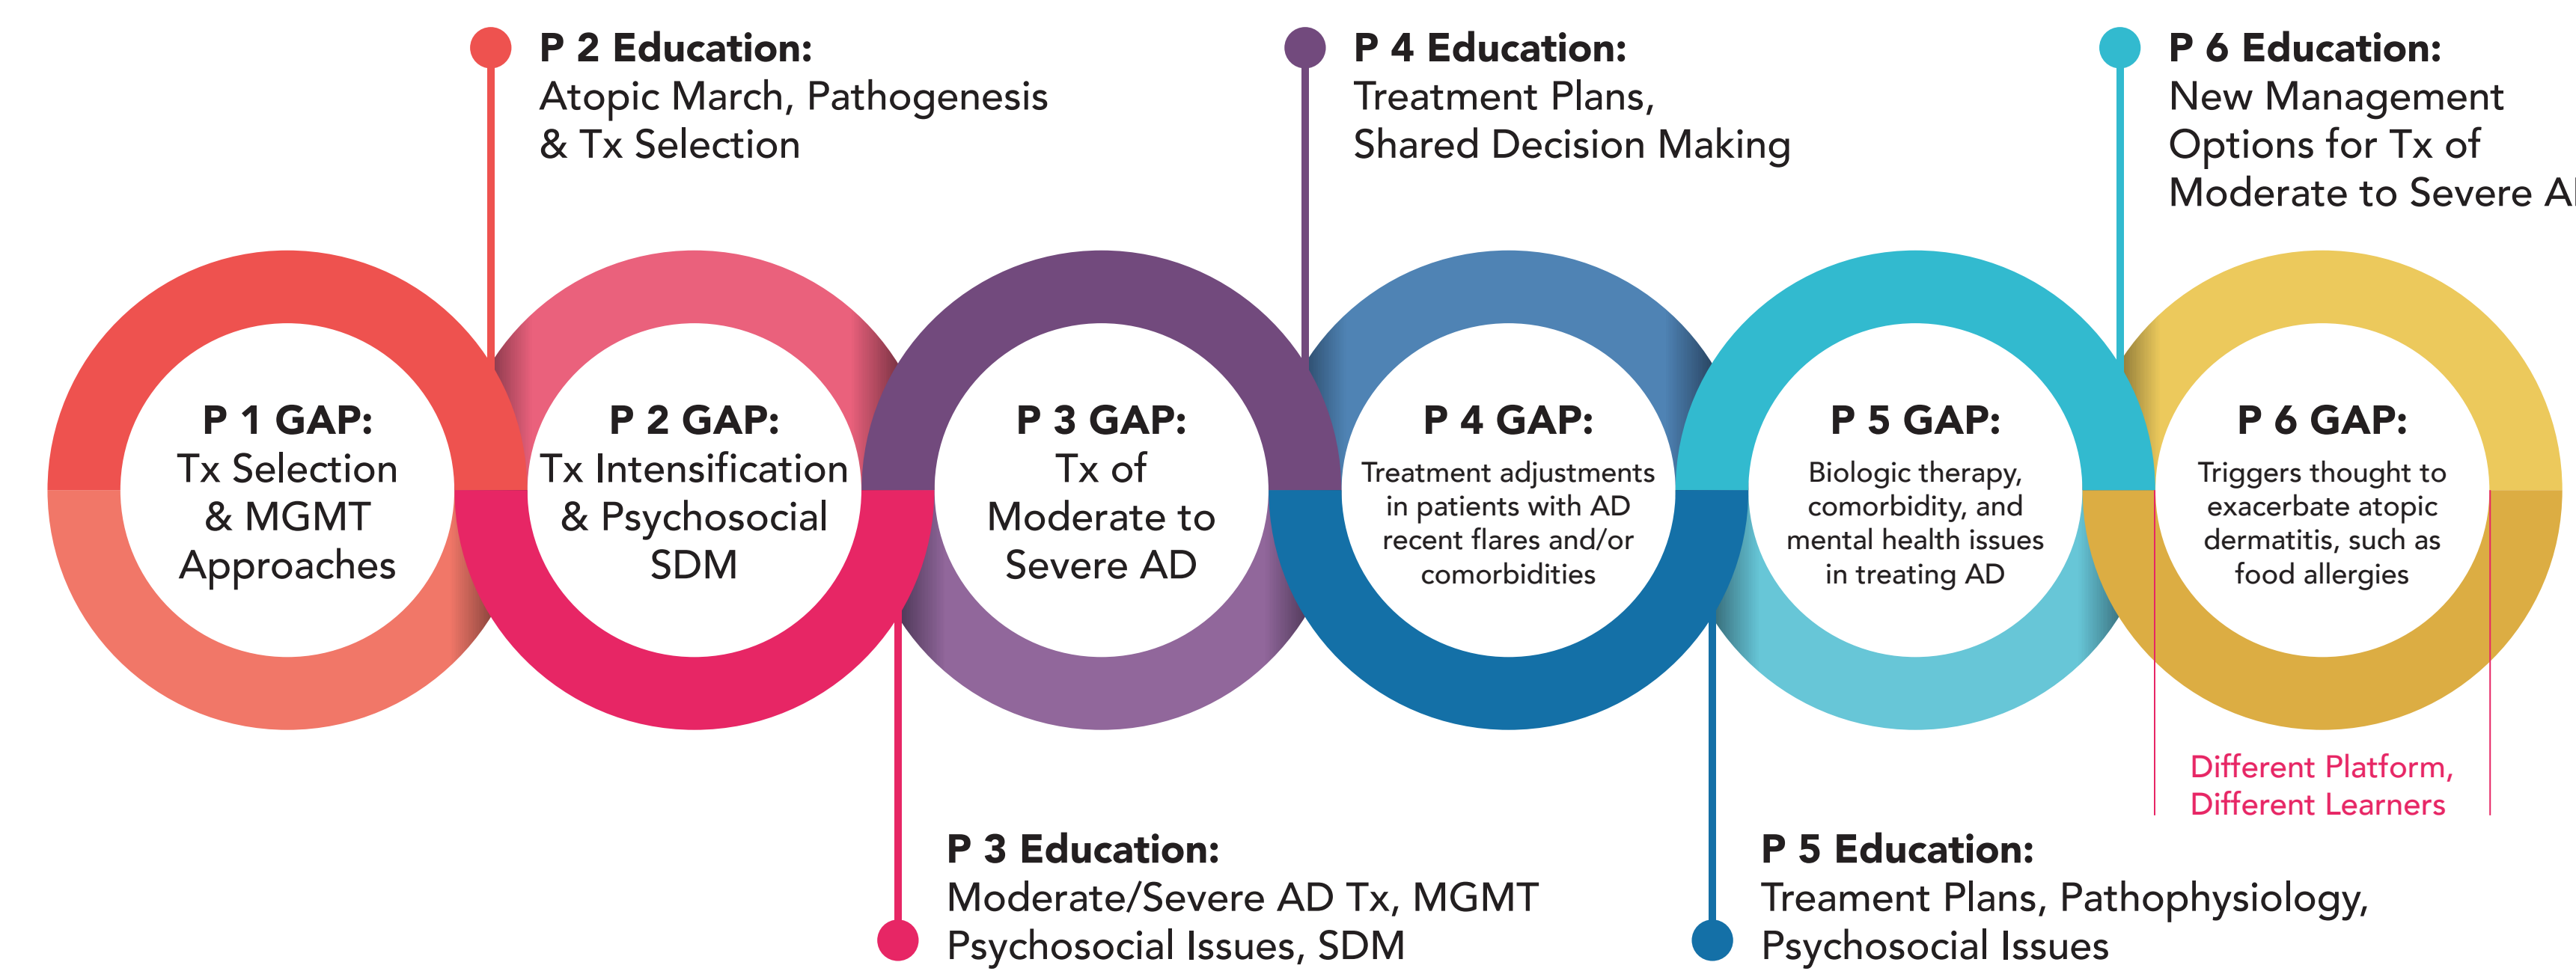 P 2 Education:
Atopic March, Pathogenesis
& Tx Selection
P 4 Education:
Treatment Plans,
Shared Decision Making
P 6 Education:
New Management
Options for Tx of
Moderate to Severe
P 1 GAP:
Tx Selection
& MGMT
Approaches
P 2 GAP:
Tx Intensification
& Psychosocial
SDM
P 3 GAP:
Tx of
Moderate to
Severe AD
P 4 GAP:
Treatment adjustments
in patients with AD
recent flares and/or
comorbidities
P 5 GAP:
Biologic therapy,
comorbidity, and
mental health issues
in treating AD
P 6 GAP:
Triggers thought to
exacerbate atopic
dermatitis, such as
food allergies
Different Platform,
Different Learners
P 3 Education:
Moderate/Severe AD Tx, MGMT
Psychosocial Issues, SDM
P 5 Education:
Treament Plans, Pathophysiology,
Psychosocial Issues